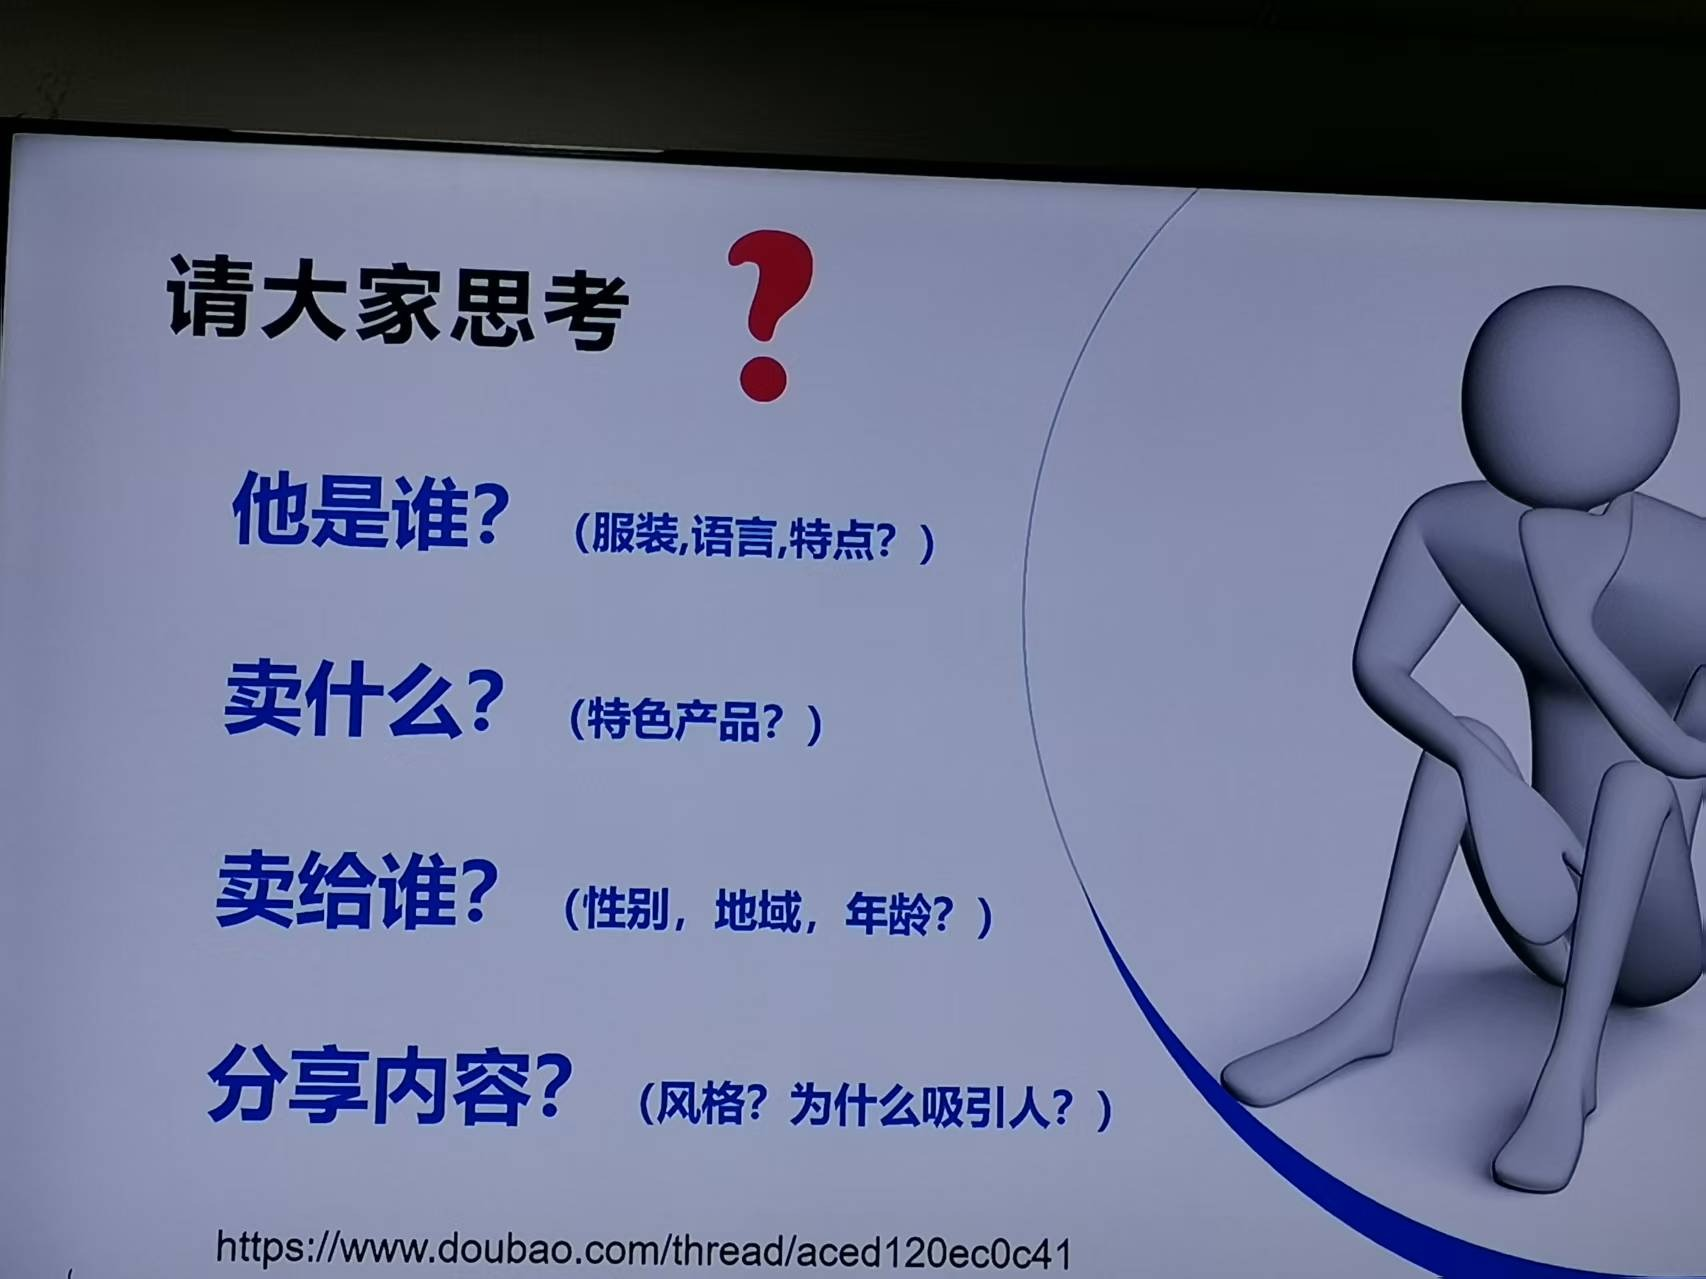 请大家思考?
他是谁？（服装,语言,特点？）
卖什么？（特色产品？）
卖给谁？（性别，地域，年龄？）
分享内容？（风格？为什么吸引人？）
https://www.doubao.com/thread/aced120ec0c41